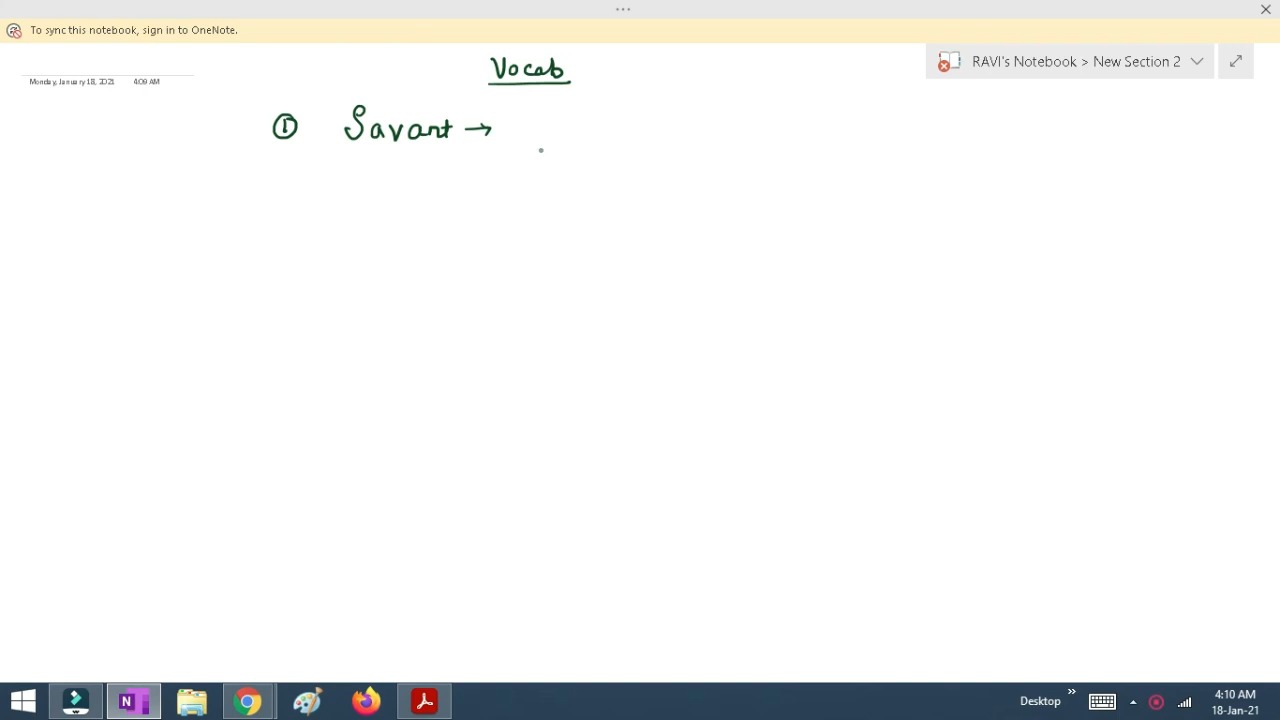 To sync this notebook, sign in to OneNote.
Vocab
RAVI's Notebook > New Section 2
Monday, January 18, 2021 4:09 AM
① Savant →
Desktop
4:10 AM
18-Jan-21